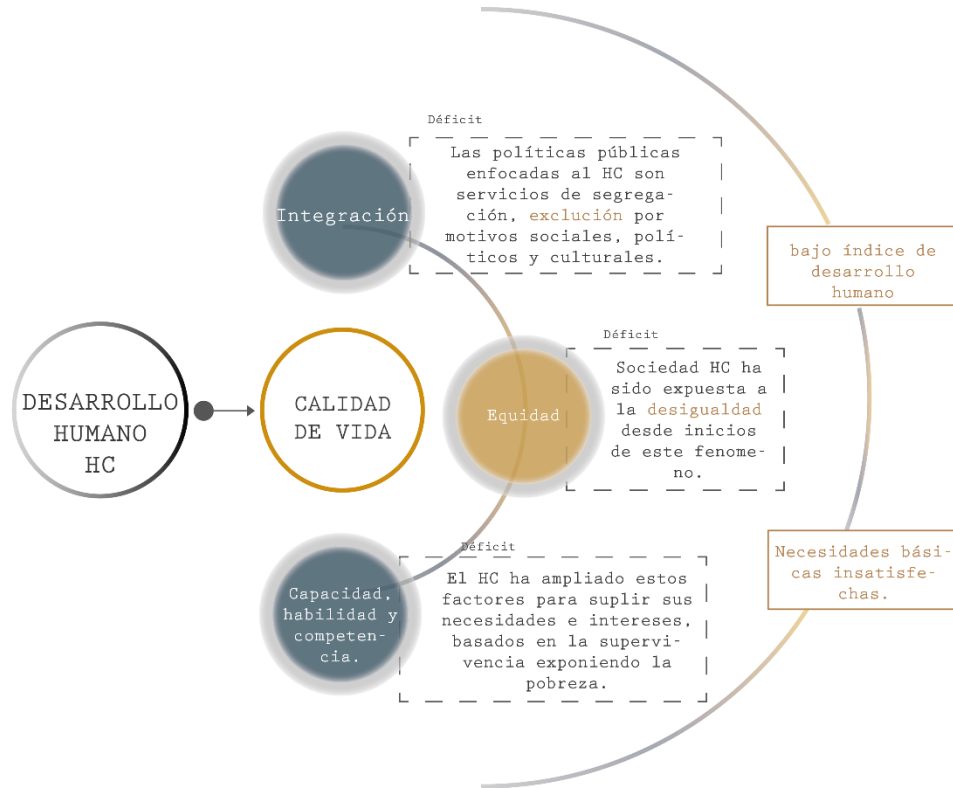 Déficit
Las políticas públicas
enfocadas al HC son
servicios de segrega-
ción, exclusión por
motivos sociales, polí-
ticos y culturales.
Integración
bajo índice de
desarrollo
humano
Déficit
Sociedad HC ha
sido expuesta a
la desigualdad
desde inicios
de este fenome-
no.
Equidad
DESARROLLO
HUMANO
HC
CALIDAD
DE VIDA
Déficit
El HC ha ampliado estos
factores para suplir sus
necesidades e intereses,
basados en la supervi-
vencia exponiendo la
pobreza.
Capacidad,
habilidad y
competen-
cia.
Necesidades bási-
cas insatisfe-
chas.